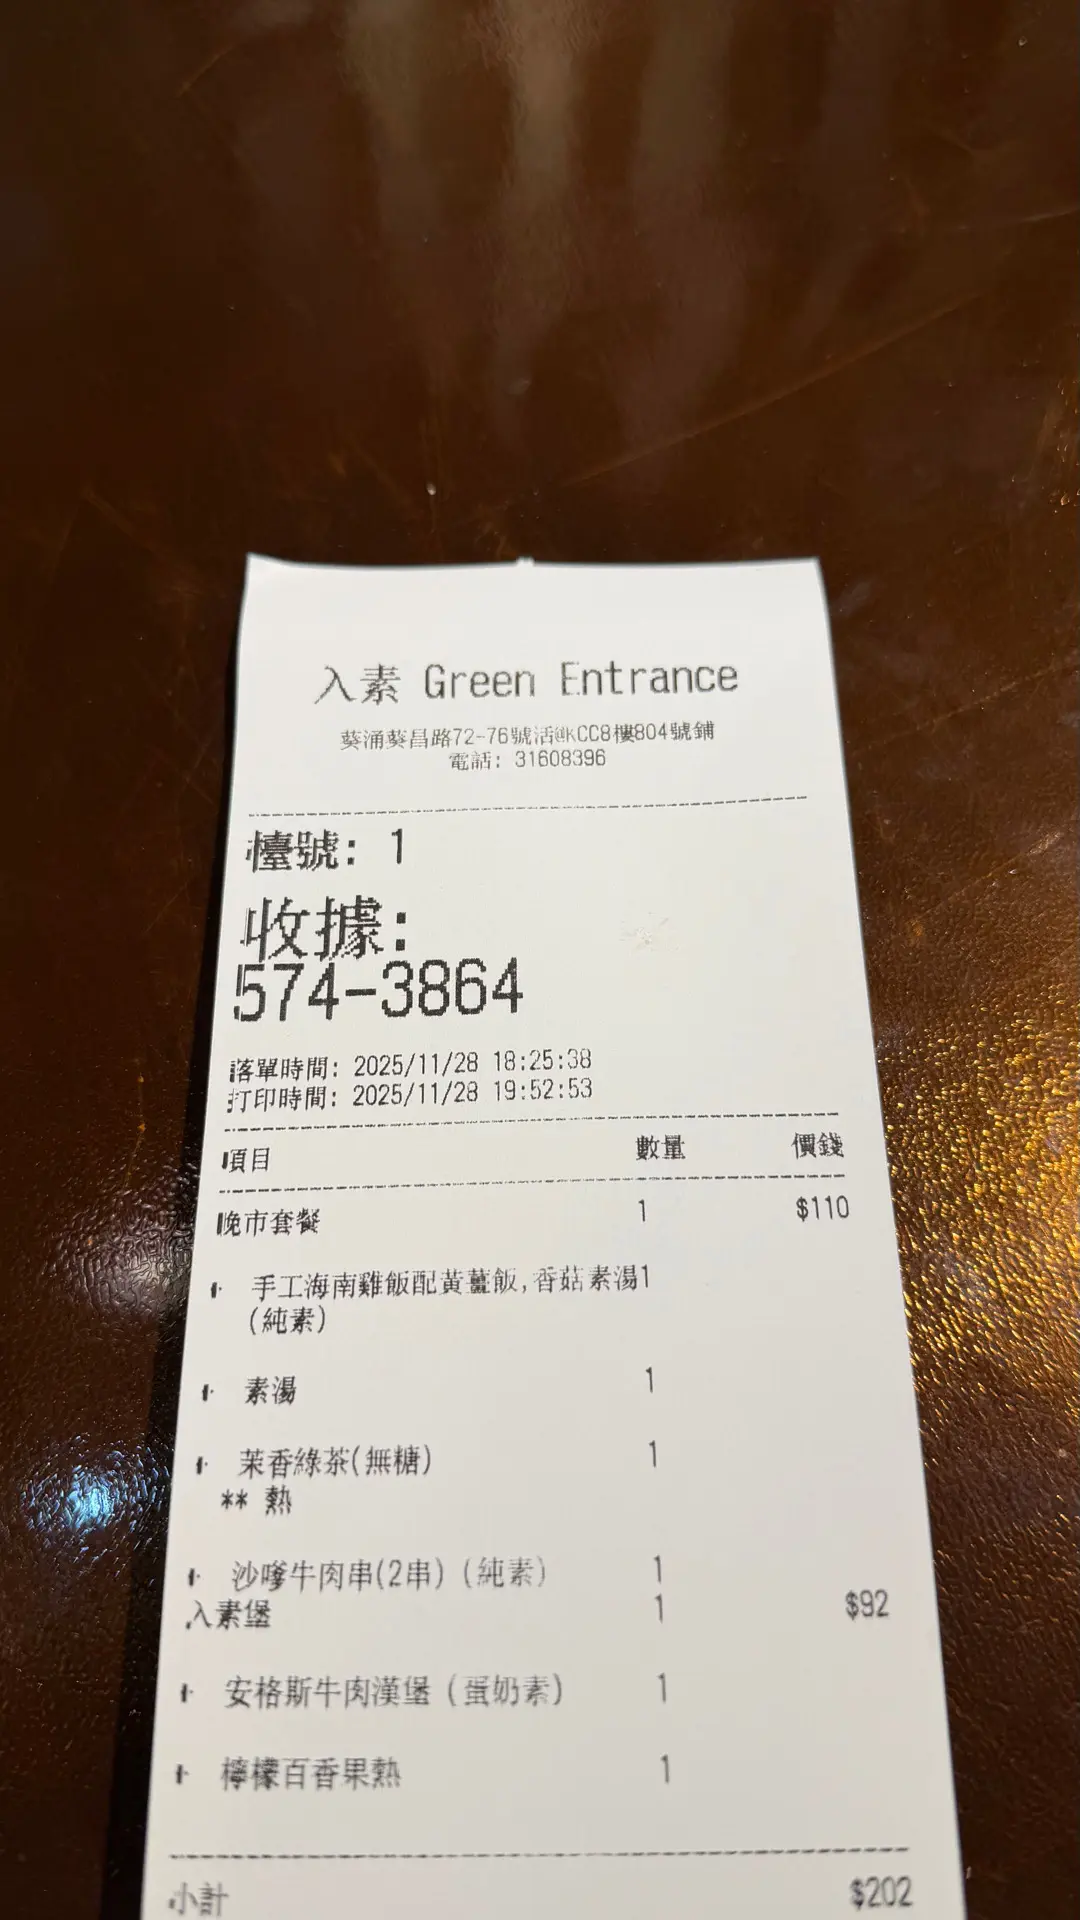 入素 Green Entrance
葵涌葵昌路72-76號活@KCC8樓804號鋪
電話: 31608396
檯號: 1
收據:
574-3864
落單時間: 2025/11/28 18:25:38
打印時間: 2025/11/28 19:52:53
項目 數量 價錢
晚市套餐 1 $110
+ 手工海南雞飯配黃薑飯,香菇素湯1
(純素)
+ 素湯 1
+ 茉香綠茶(無糖) 1
** 熱
+ 沙嗲牛肉串(2串) (純素) 1
入素堡 1 $92
+ 安格斯牛肉漢堡 (蛋奶素) 1
+ 檸檬百香果熱 1
小計 $202